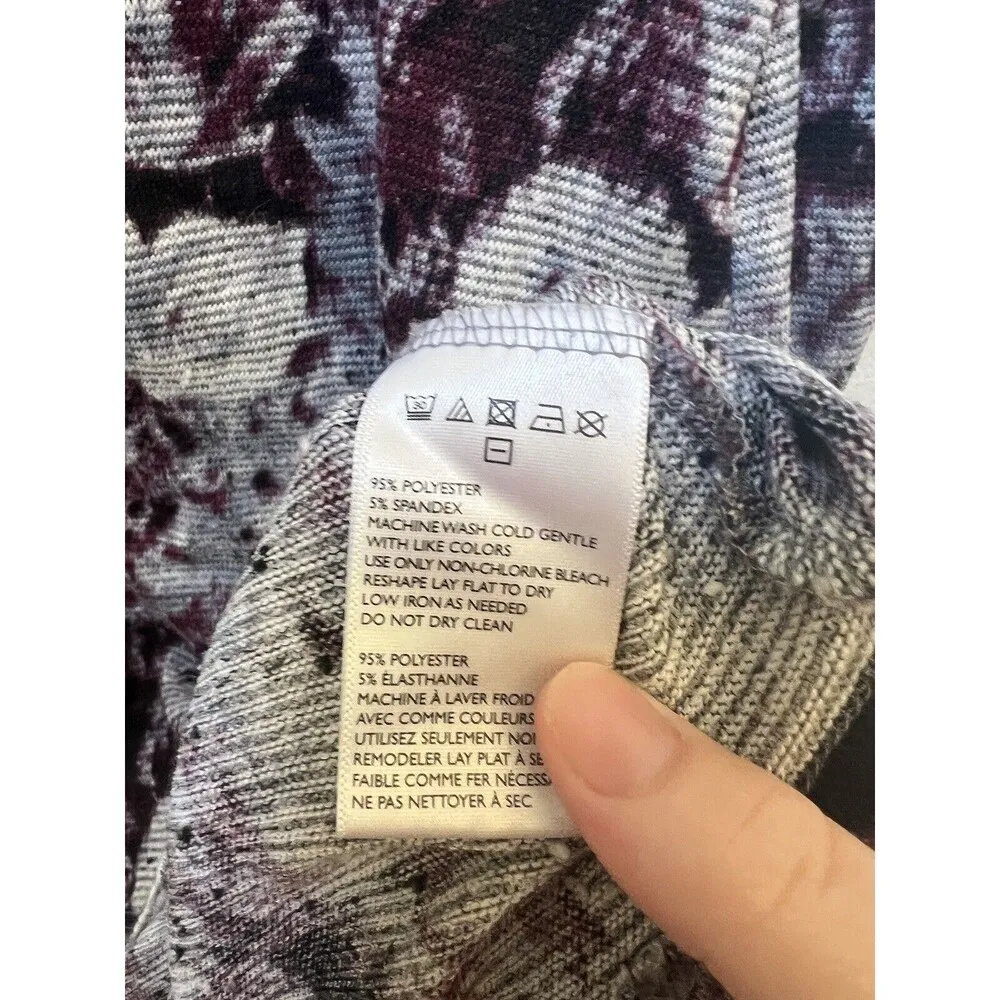 30
95% POLYESTER
5% SPANDEX
MACHINE WASH COLD GENTLE
WITH LIKE COLORS
USE ONLY NON-CHLORINE BLEACH
RESHAPE LAY FLAT TO DRY
LOW IRON AS NEEDED
DO NOT DRY CLEAN
95% POLYESTER
5% ÉLASTHANNE
MACHINE À LAVER FROID
AVEC COMME COULEURS
UTILISEZ SEULEMENT
REMODELER LAY PLAT À
FAIBLE COMME FER
NE PAS NETTOYER À SEC